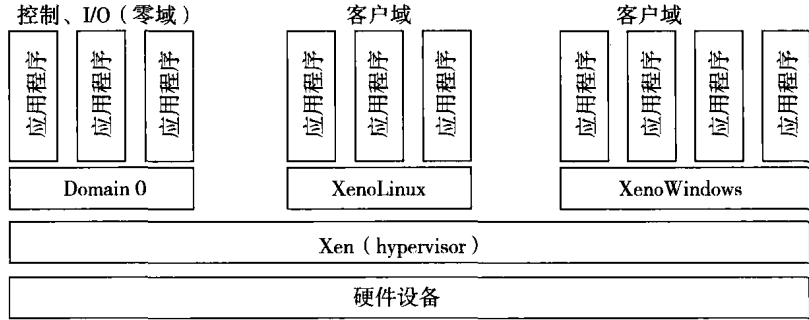 控制、I/O(零域)
客户域
客户域
应用程序
应用程序
应用程序
应用程序
应用程序
应用程序
应用程序
应用程序
应用程序
应用程序
Domain 0
XenoLinux
XenoWindows
Xen(hypervisor)
硬件设备